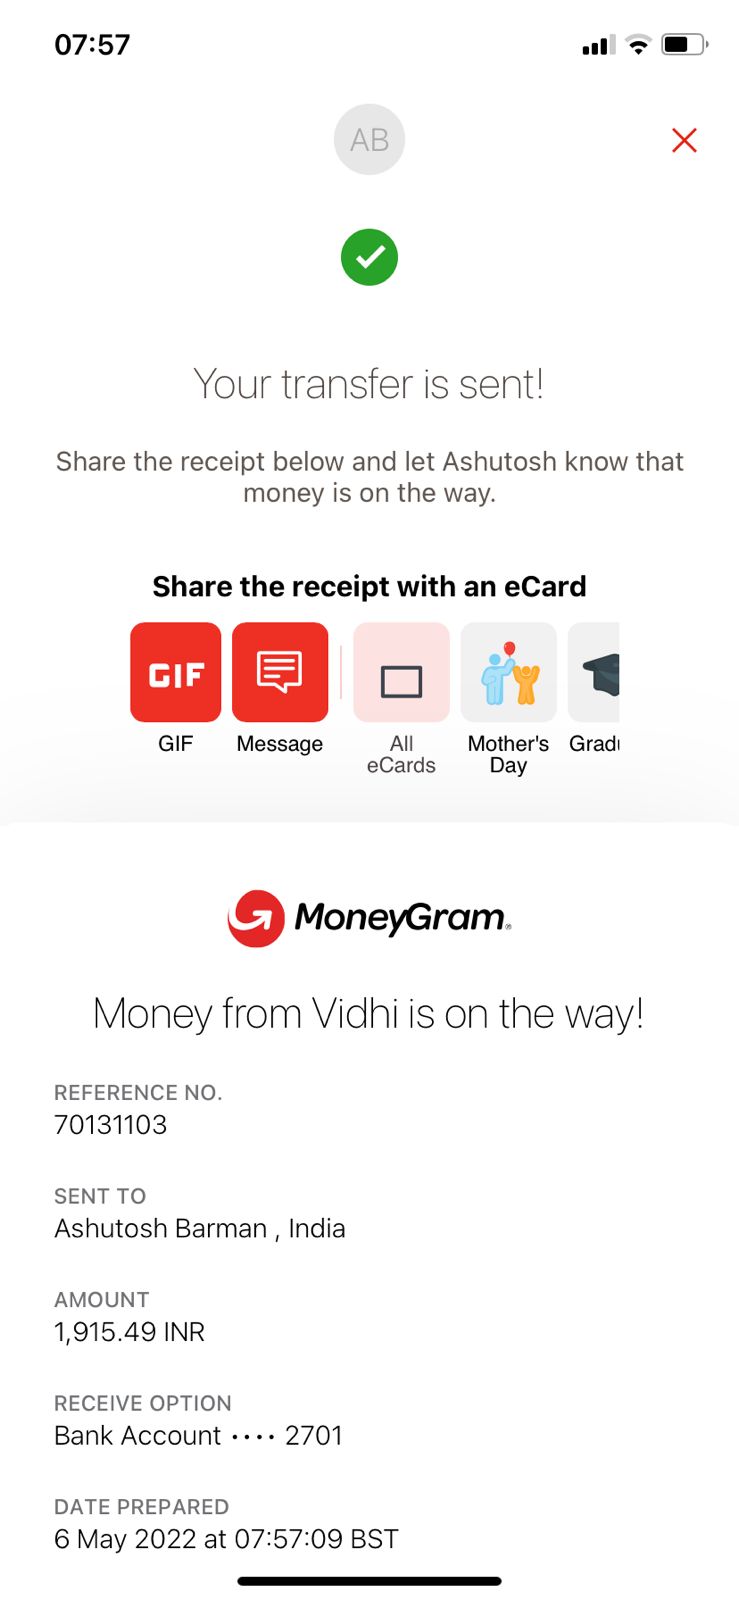 07:57
AB
Your transfer is sent!
Share the receipt below and let Ashutosh know that
money is on the way.
Share the receipt with an eCard
GIF
GIF
Message
All
eCards
Mother's
Day
Gradu
MoneyGram®
Money from Vidhi is on the way!
REFERENCE NO.
70131103
SENT TO
Ashutosh Barman , India
AMOUNT
1,915.49 INR
RECEIVE OPTION
Bank Account •••• 2701
DATE PREPARED
6 May 2022 at 07:57:09 BST